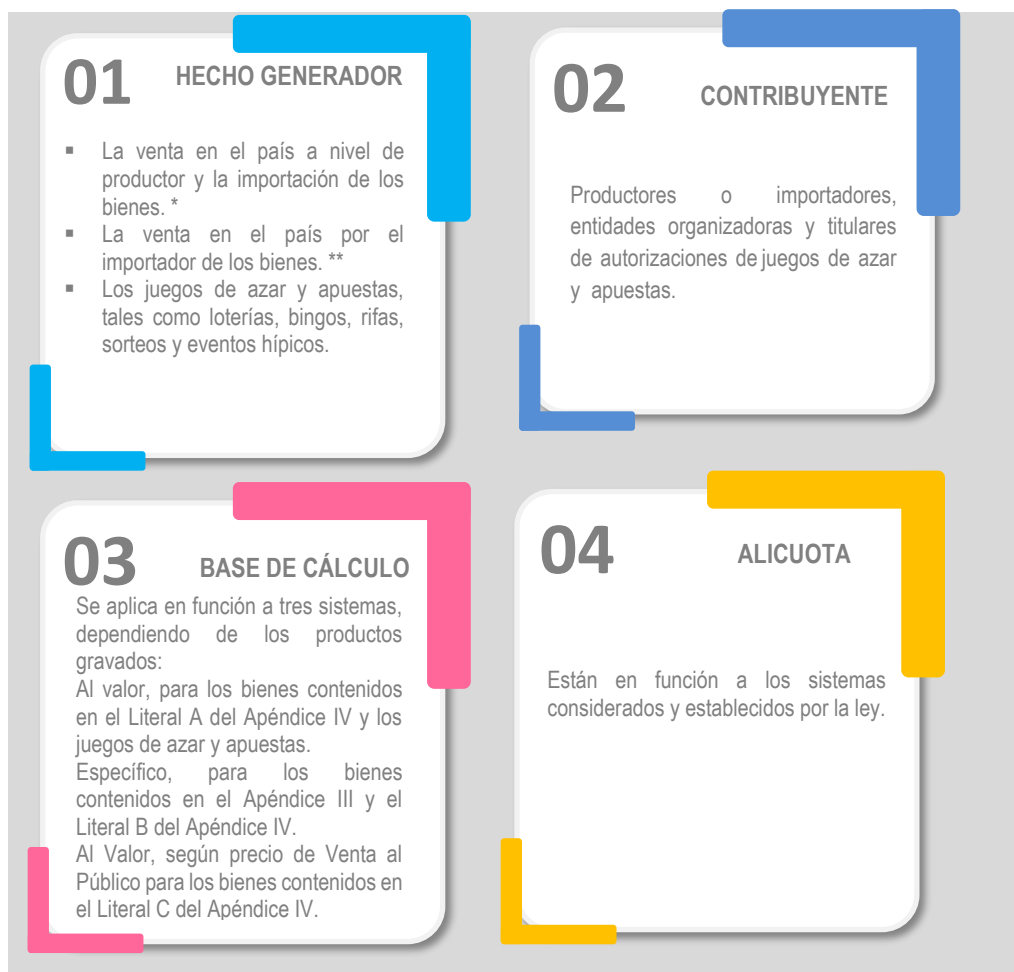 01
HECHO GENERADOR
▪ La venta en el país a nivel de
productor y la importación de los
bienes. *
▪ La venta en el país por el
importador de los bienes. **
▪ Los juegos de azar y apuestas,
tales como loterías, bingos, rifas,
sorteos y eventos hípicos.
02
CONTRIBUYENTE
Productores o importadores,
entidades organizadoras y titulares
de autorizaciones de juegos de azar
y apuestas.
03
BASE DE CÁLCULO
Se aplica en función a tres sistemas,
dependiendo de los productos
gravados:
Al valor, para los bienes contenidos
en el Literal A del Apéndice IV y los
juegos de azar y apuestas.
Específico, para los bienes
contenidos en el Apéndice III y el
Literal B del Apéndice IV.
Al Valor, según precio de Venta al
Público para los bienes contenidos en
el Literal C del Apéndice IV.
04
ALICUOTA
Están en función a los sistemas
considerados y establecidos por la ley.